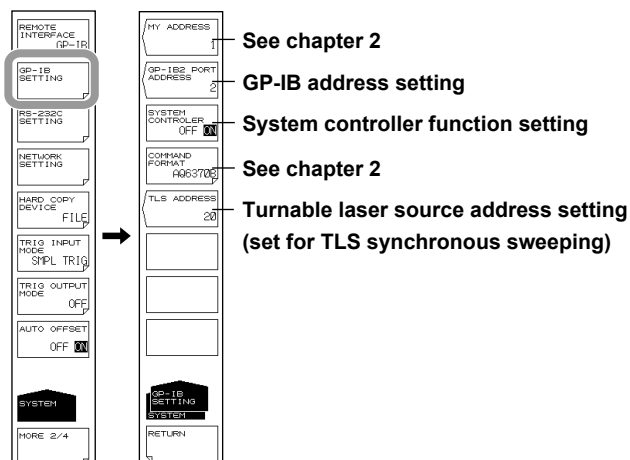 REMOTE
INTERFACE
GP-IB
GP-IB
SETTING
RS-232C
SETTING
NETWORK
SETTING
HARD COPY
DEVICE
FILE
TRIG INPUT
MODE
SMPL TRIG
TRIG OUTPUT
MODE
OFF
AUTO OFFSET
OFF ON
SYSTEM
MORE 2/4
MY ADDRESS
1
See chapter 2
GP-IB2 PORT
ADDRESS
2
GP-IB address setting
SYSTEM
CONTROLER
OFF ON
System controller function setting
COMMAND
FORMAT
AQ6370B
See chapter 2
TLS ADDRESS
20
Turnable laser source address setting
(set for TLS synchronous sweeping)
GP-IB
SETTING
SYSTEM
RETURN